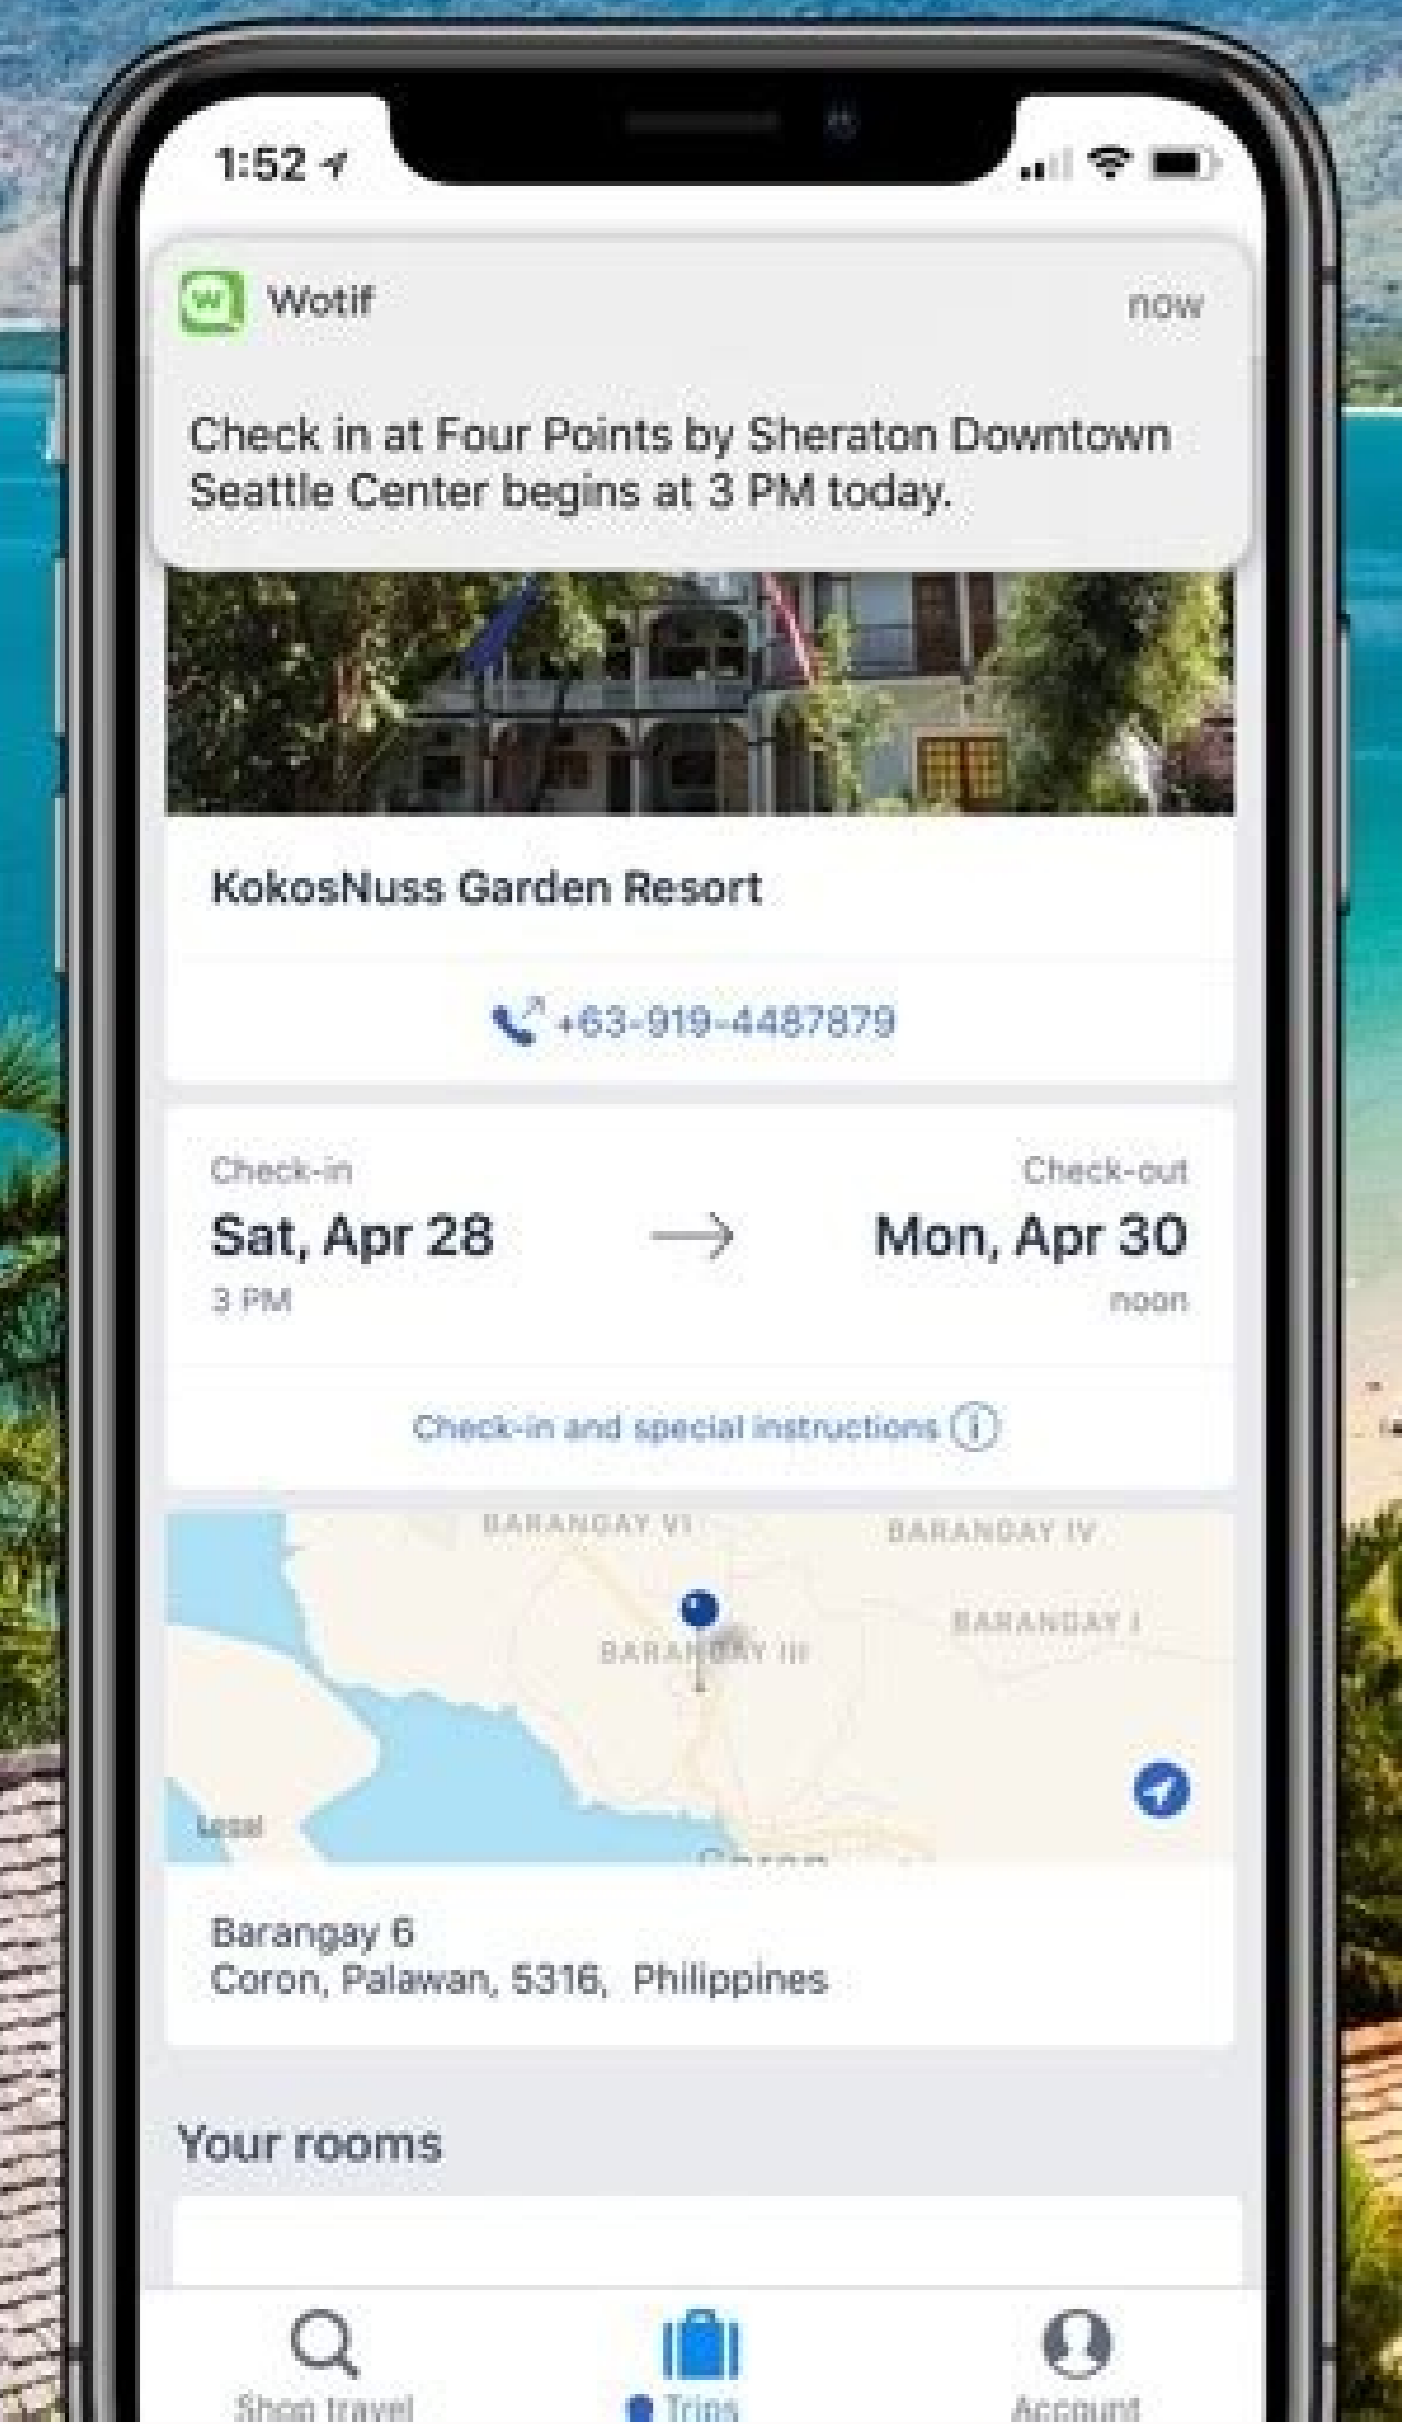 1:52
Wotif
now
Check in at Four Points by Sheraton Downtown
Seattle Center begins at 3 PM today.
KokosNuss Garden Resort
+63-919-4487879
Check-in
Check-out
Sat, Apr 28
Mon, Apr 30
3 PM
noon
Check-in and special instructions
BARANGAY VI
BARANGAY IV
BARANGAY I
BARANGAY III
Legal
Coron
Barangay 6
Coron, Palawan, 5316, Philippines
Your rooms
Shop travel
Trips
Account